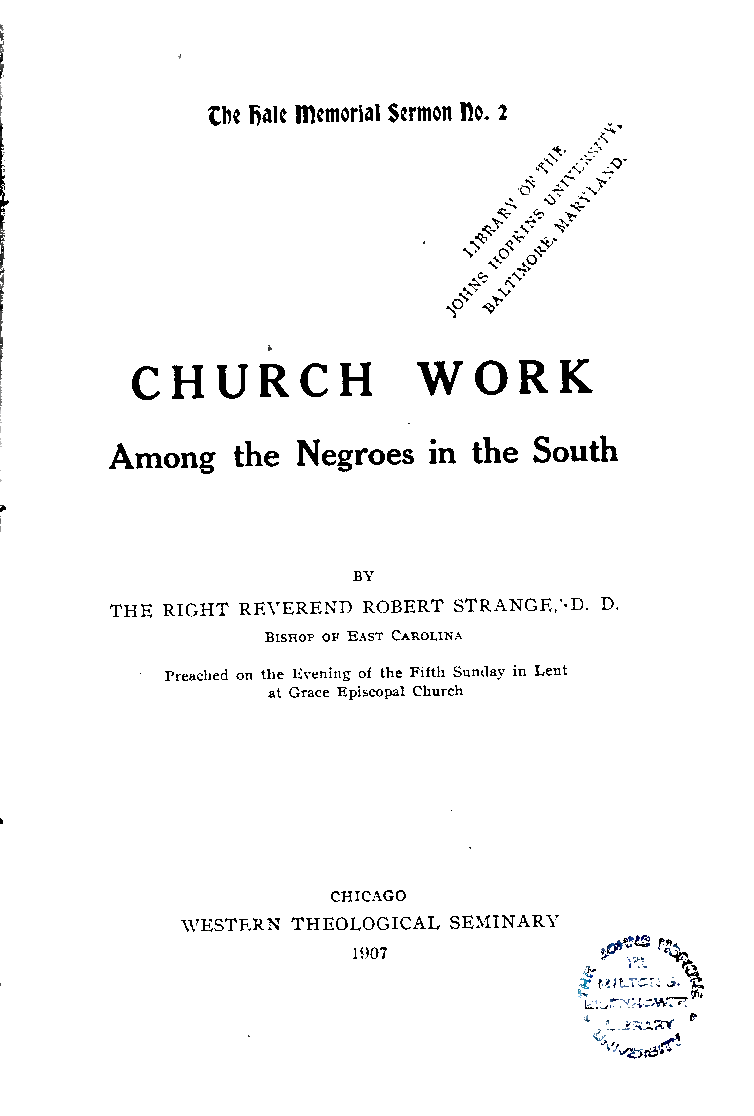 The Hale Memorial Sermon No. 2
LIBRARY OF THE
JOHNS HOPKINS UNIVERSITY,
BALTIMORE, MARYLAND.
CHURCH WORK
Among the Negroes in the South
BY
THE RIGHT REVEREND ROBERT STRANGE, D. D.
BISHOP OF EAST CAROLINA
Preached on the Evening of the Fifth Sunday in Lent
at Grace Episcopal Church
CHICAGO
WESTERN THEOLOGICAL SEMINARY
1907
THE JOHNS HOPKINS
MILTON S.
EISENHOWER
LIBRARY
UNIVERSITY